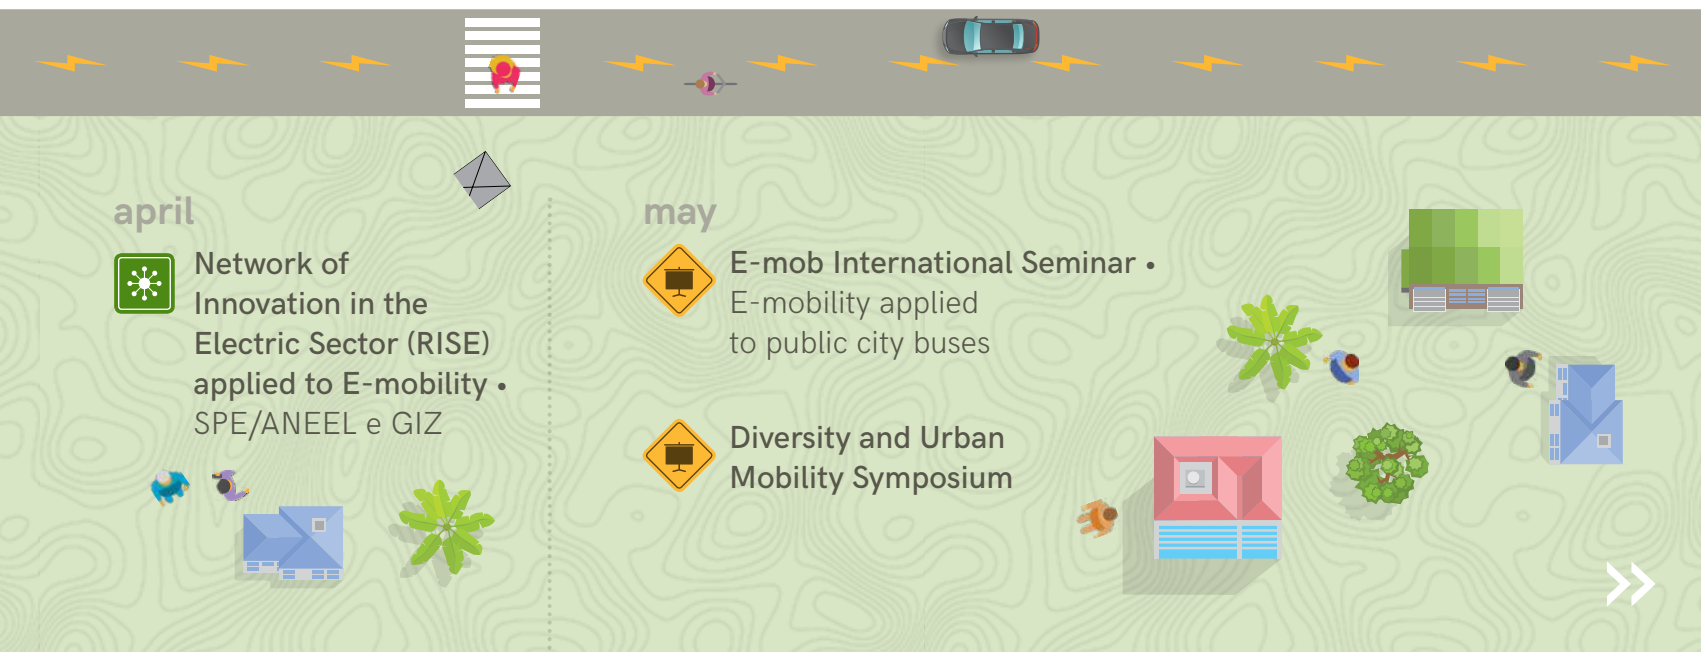 april
Network of
Innovation in the
Electric Sector (RISE)
applied to E-mobility •
SPE/ANEEL e GIZ
may
E-mob International Seminar •
E-mobility applied
to public city buses
Diversity and Urban
Mobility Symposium